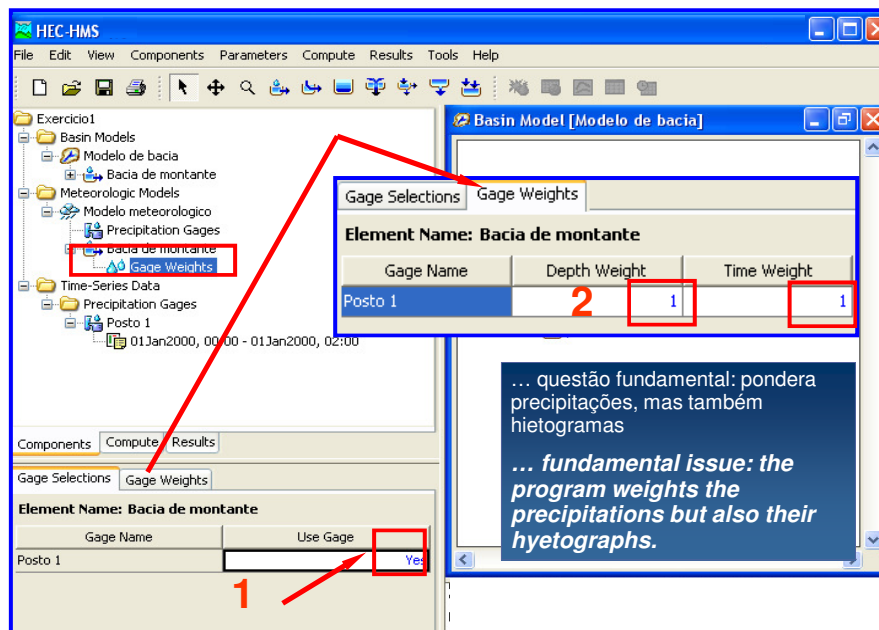 HEC-HMS
File Edit View Components Parameters Compute Results Tools Help
Exercicio1
Basin Models
Modelo de bacia
Bacia de montante
Meteorologic Models
Modelo meteorologico
Precipitation Gages
Bacia de montante
Gage Weights
Time-Series Data
Precipitation Gages
Posto 1
01Jan2000, 00:00 - 01Jan2000, 02:00
Components Compute Results
Gage Selections Gage Weights
Element Name: Bacia de montante
Gage Name Use Gage
Posto 1 Yes
1
Basin Model [Modelo de bacia]
Gage Selections Gage Weights
Element Name: Bacia de montante
Gage Name Depth Weight Time Weight
Posto 1 2 1 1
... questão fundamental: pondera
precipitações, mas também
hietogramas
... fundamental issue: the
program weights the
precipitations but also their
hyetographs.